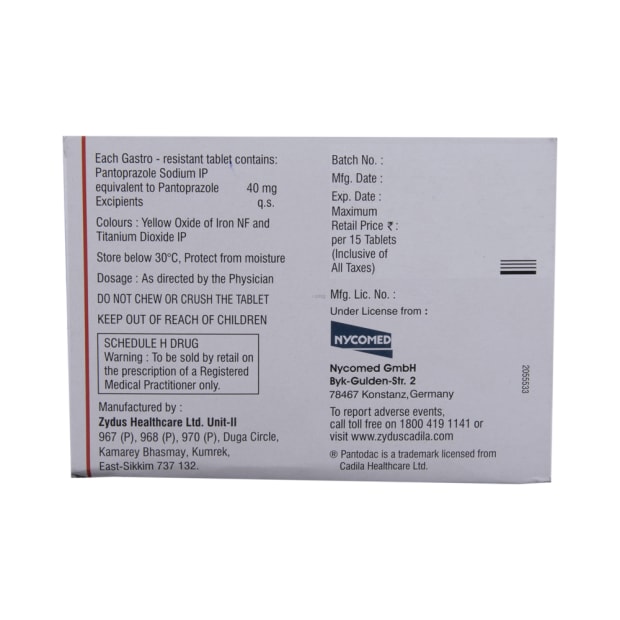 Each Gastro - resistant tablet contains:
Pantoprazole Sodium IP
equivalent to Pantoprazole 40 mg
Excipients q.s.
Colours : Yellow Oxide of Iron NF and
Titanium Dioxide IP
Store below 30°C, Protect from moisture
Dosage : As directed by the Physician
DO NOT CHEW OR CRUSH THE TABLET
KEEP OUT OF REACH OF CHILDREN
SCHEDULE H DRUG
Warning : To be sold by retail on
the prescription of a Registered
Medical Practitioner only.
Manufactured by :
Zydus Healthcare Ltd. Unit-II
967 (P), 968 (P), 970 (P), Duga Circle,
Kamarey Bhasmay, Kumrek,
East-Sikkim 737 132.
Batch No. :
Mfg. Date :
Exp. Date :
Maximum
Retail Price ₹ :
per 15 Tablets
(Inclusive of
All Taxes)
Mfg. Lic. No. :
Under License from :
NYCOMED
Nycomed GmbH
Byk-Gulden-Str. 2
78467 Konstanz, Germany
To report adverse events,
call toll free on 1800 419 1141 or
visit www.zyduscadila.com
® Pantodac is a trademark licensed from
Cadila Healthcare Ltd.
2055533